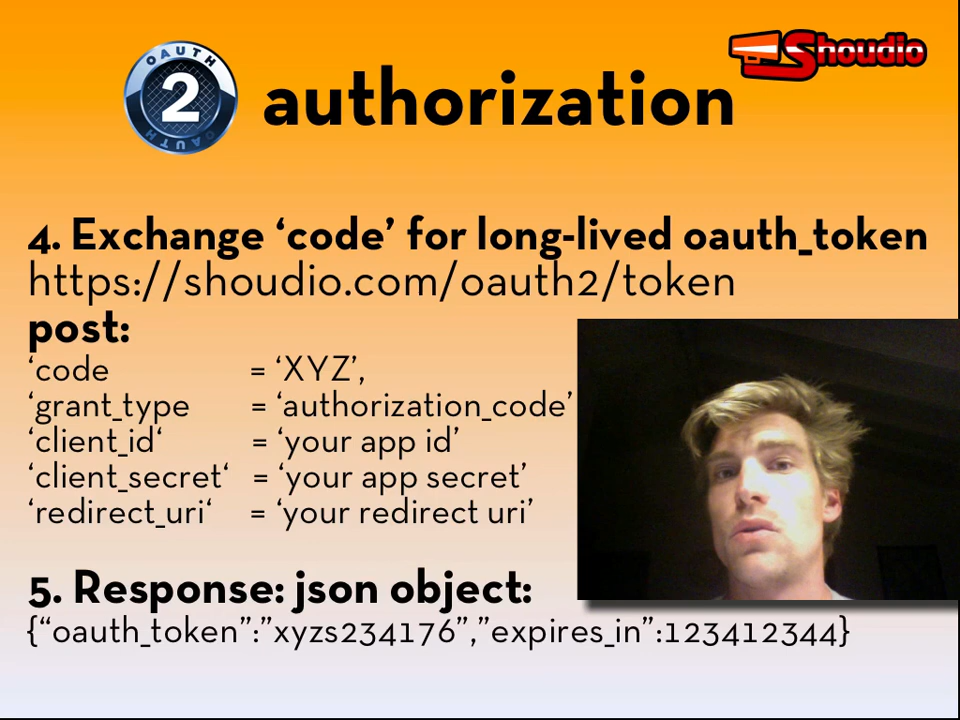 OAUTH
2
OAUTH
authorization
Shoudio
4. Exchange ‘code’ for long-lived oauth_token
https://shoudio.com/oauth2/token
post:
‘code = ‘XYZ’,
‘grant_type = ‘authorization_code’
‘client_id‘ = ‘your app id’
‘client_secret‘ = ‘your app secret’
‘redirect_uri‘ = ‘your redirect uri’
5. Response: json object:
{“oauth_token”:”xyzs234176”,”expires_in”:123412344}